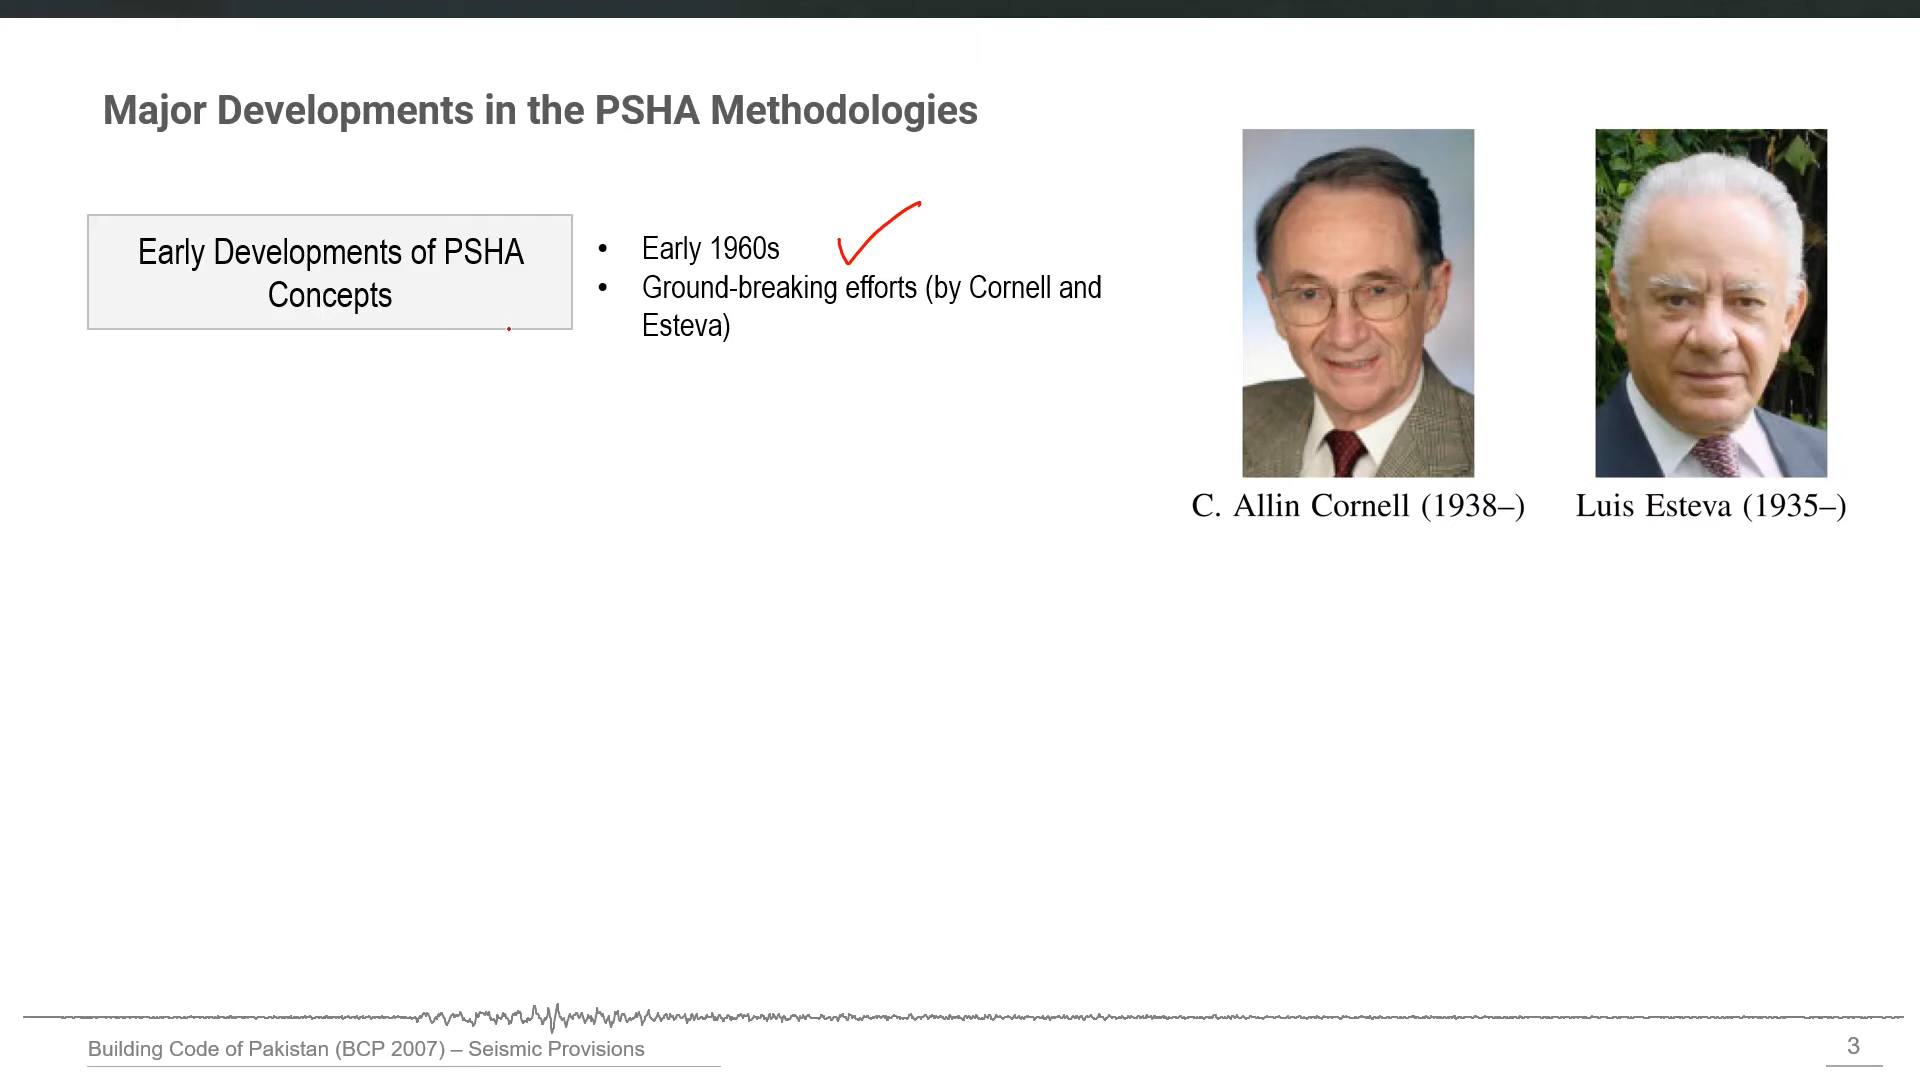 Major Developments in the PSHA Methodologies
Early Developments of PSHA
Concepts
• Early 1960s
• Ground-breaking efforts (by Cornell and
Esteva)
C. Allin Cornell (1938–)
Luis Esteva (1935–)
Building Code of Pakistan (BCP 2007) – Seismic Provisions
3